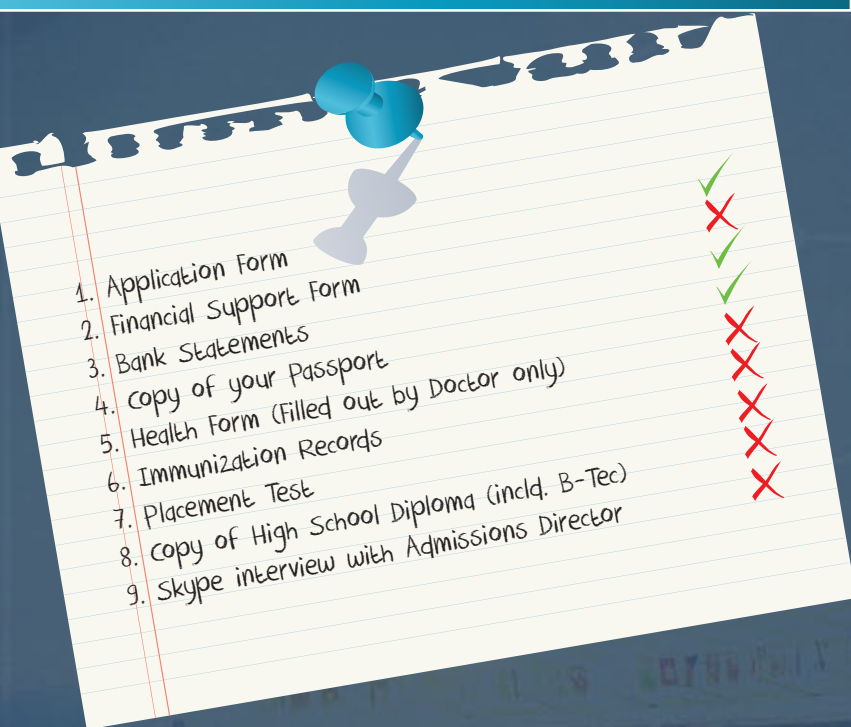 1. Application Form
2. Financial Support Form
3. Bank Statements
4. Copy of your Passport
5. Health Form (Filled out by Doctor only)
6. Immunization Records
7. Placement Test
8. Copy of High School Diploma (incld. B-Tec)
9. Skype interview with Admissions Director